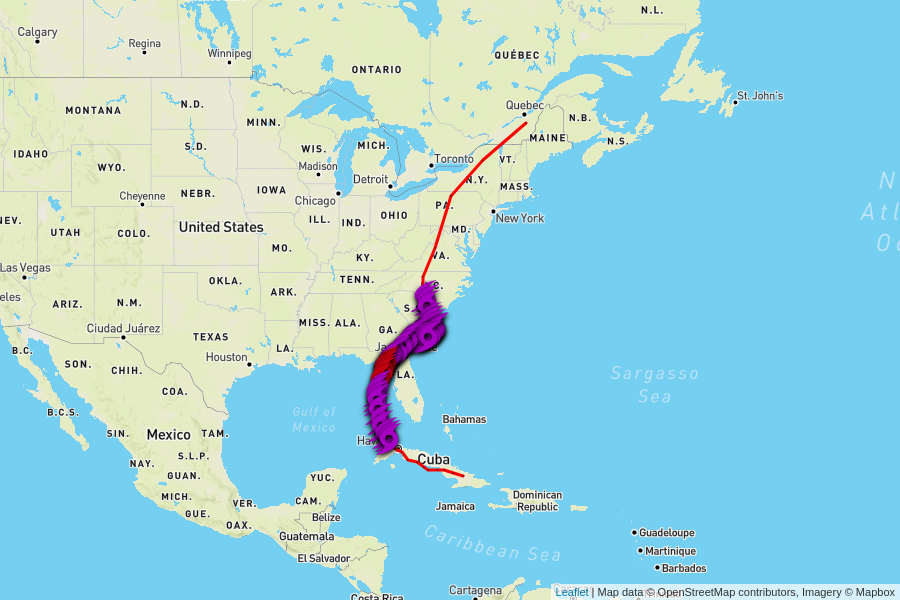 N.L.
Calgary
Regina
Winnipeg
QUÉBEC
ONTARIO
St. John's
MONTANA
N.D.
Quebec
N.B.
MINN.
MAINE
N.S.
IDAHO
S.D.
WIS.
MICH.
Toronto
VT.
WYO.
Madison
Detroit
N.Y.
MASS.
Cheyenne
NEBR.
IOWA
Chicago
PA.
NEV.
ILL.
IND.
OHIO
New York
UTAH
COLO.
United States
MD.
MO.
KY.
VA.
Las Vegas
OKLA.
TENN.
ARIZ.
N.M.
ARK.
Ciudad Juárez
MISS.
ALA.
GA.
TEXAS
LA.
B.C.
Houston
SON.
CHIH.
Sargasso
Sea
COA.
B.C.S.
Gulf of
Mexico
Bahamas
SIN.
Mexico
TAM.
NAY.
S.L.P.
Cuba
GUAN.
YUC.
MICH.
VER.
CAM.
Dominican
Republic
GUE.
OAX.
Belize
Jamaica
Guatemala
Caribbean Sea
Guadeloupe
El Salvador
Martinique
Barbados
Cartagena
Costa Rica
Leaflet | Map data © OpenStreetMap contributors, Imagery © Mapbox